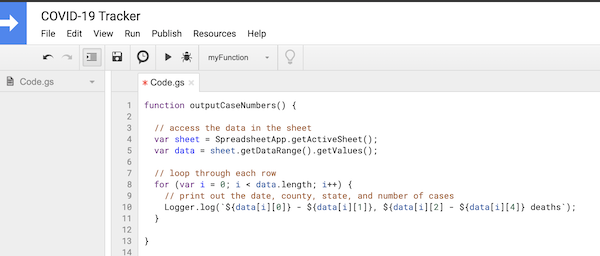 COVID-19 Tracker
File Edit View Run Publish Resources Help
myFunction
Code.gs
* Code.gs ×
1 function outputCaseNumbers() {
2
3   // access the data in the sheet
4   var sheet = SpreadsheetApp.getActiveSheet();
5   var data = sheet.getDataRange().getValues();
6
7   // loop through each row
8   for (var i = 0; i < data.length; i++) {
9     // print out the date, county, state, and number of cases
10     Logger.log(`${data[i][0]} - ${data[i][1]}, ${data[i][2] - ${data[i][4]} deaths`);
11   }
12
13 }
14